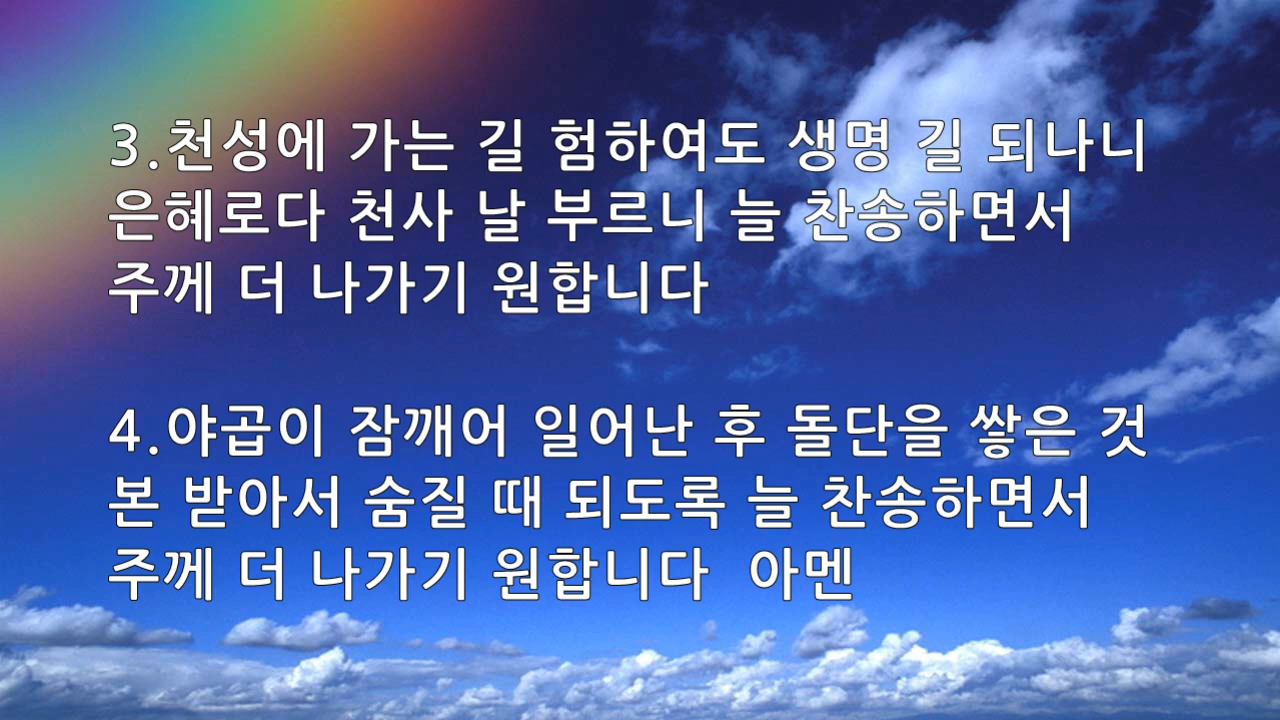 3.천성에 가는 길 험하여도 생명 길 되나니
은혜로다 천사 날 부르니 늘 찬송하면서
주께 더 나가기 원합니다
4.야곱이 잠깨어 일어난 후 돌단을 쌓은 것
본 받아서 숨질 때 되도록 늘 찬송하면서
주께 더 나가기 원합니다 아멘